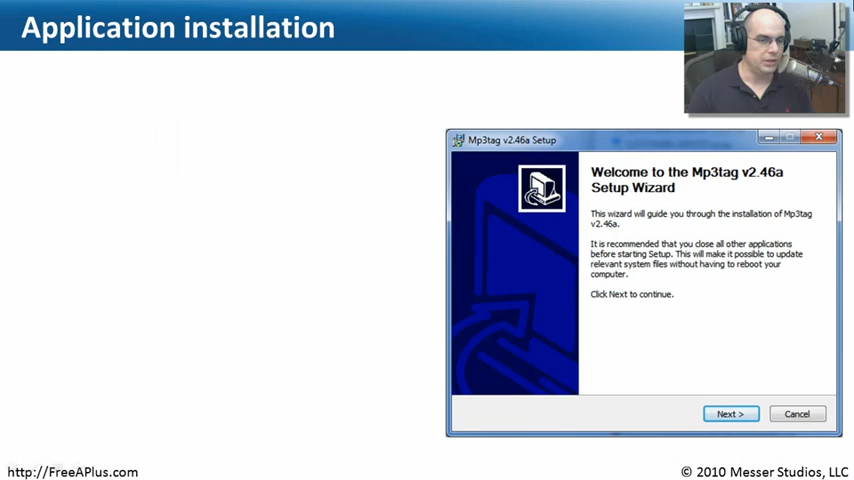 Application installation
Mp3tag v2.46a Setup
Welcome to the Mp3tag v2.46a
Setup Wizard
This wizard will guide you through the installation of Mp3tag
v2.46a.
It is recommended that you close all other applications
before starting Setup. This will make it possible to update
relevant system files without having to reboot your
computer.
Click Next to continue.
Next >
Cancel
http://FreeAPlus.com
© 2010 Messer Studios, LLC